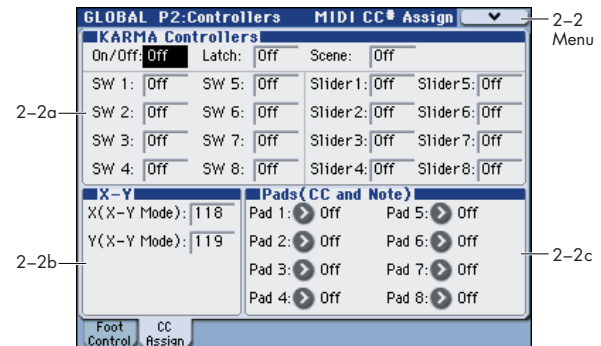 GLOBAL P2:Controllers MIDI CC# Assign
2–2
Menu
KARMA Controllers
On/Off: Off Latch: Off Scene: Off
SW 1: Off SW 5: Off Slider1: Off Slider5: Off
2–2a
SW 2: Off SW 6: Off Slider2: Off Slider6: Off
SW 3: Off SW 7: Off Slider3: Off Slider7: Off
SW 4: Off SW 8: Off Slider4: Off Slider8: Off
X-Y Pads(CC and Note)
X(X-Y Mode): 118 Pad 1: Off Pad 5: Off
Y(X-Y Mode): 119 Pad 2: Off Pad 6: Off
2–2b
2–2c
Pad 3: Off Pad 7: Off
Pad 4: Off Pad 8: Off
Foot Control
CC Assign